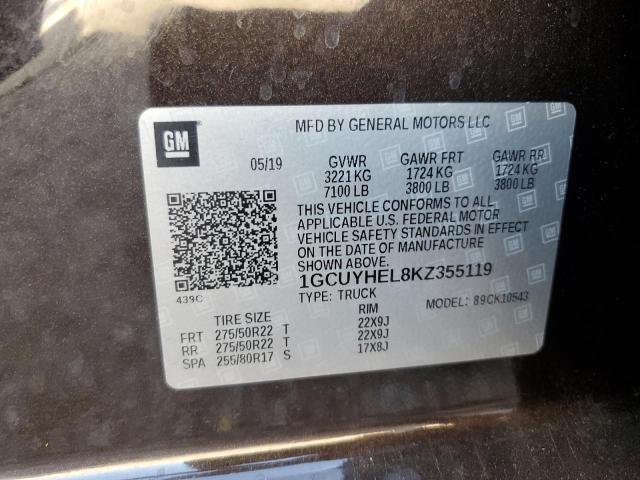 GM
MFD BY GENERAL MOTORS LLC
05/19 GVWR GAWR FRT GAWR RR
3221 KG 1724 KG 1724 KG
7100 LB 3800 LB 3800 LB
THIS VEHICLE CONFORMS TO ALL
APPLICABLE U.S. FEDERAL MOTOR
VEHICLE SAFETY STANDARDS IN EFFECT
ON THE DATE OF MANUFACTURE
SHOWN ABOVE.
439C
1GCUYHEL8KZ355119
TYPE: TRUCK MODEL: 89CK10543
TIRE SIZE RIM
FRT 275/50R22 T 22X9J
RR 275/50R22 T 22X9J
SPA 255/80R17 S 17X8J